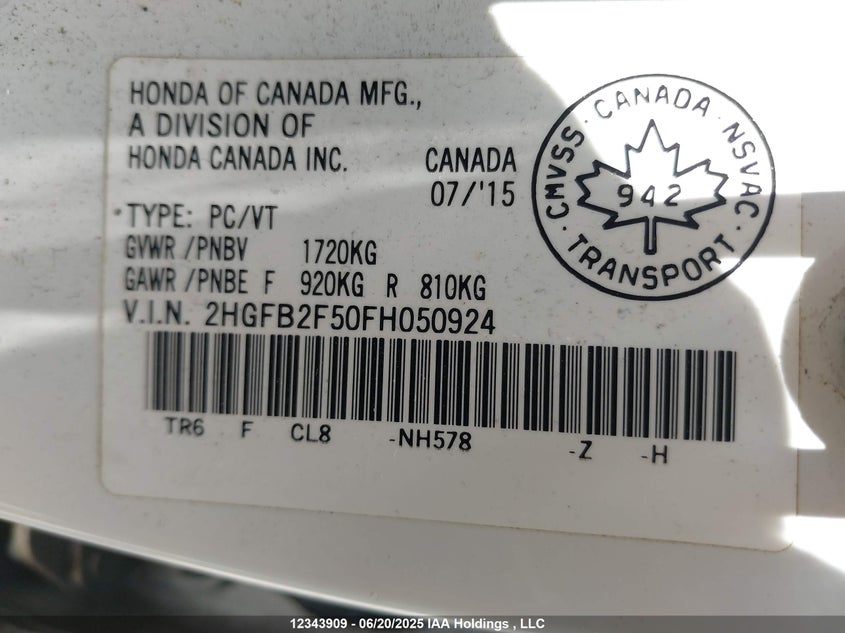 HONDA OF CANADA MFG.,
A DIVISION OF
HONDA CANADA INC.
CANADA
07/'15
TYPE: PC/VT
GVWR /PNBV 1720KG
GAWR /PNBE F 920KG R 810KG
V.I.N. 2HGFB2F50FH050924
TR6 F CL8 -NH578 -Z -H
CMVSS · CANADA · NSVAC · TRANSPORT ·
942
12343909 - 06/20/2025 IAA Holdings , LLC